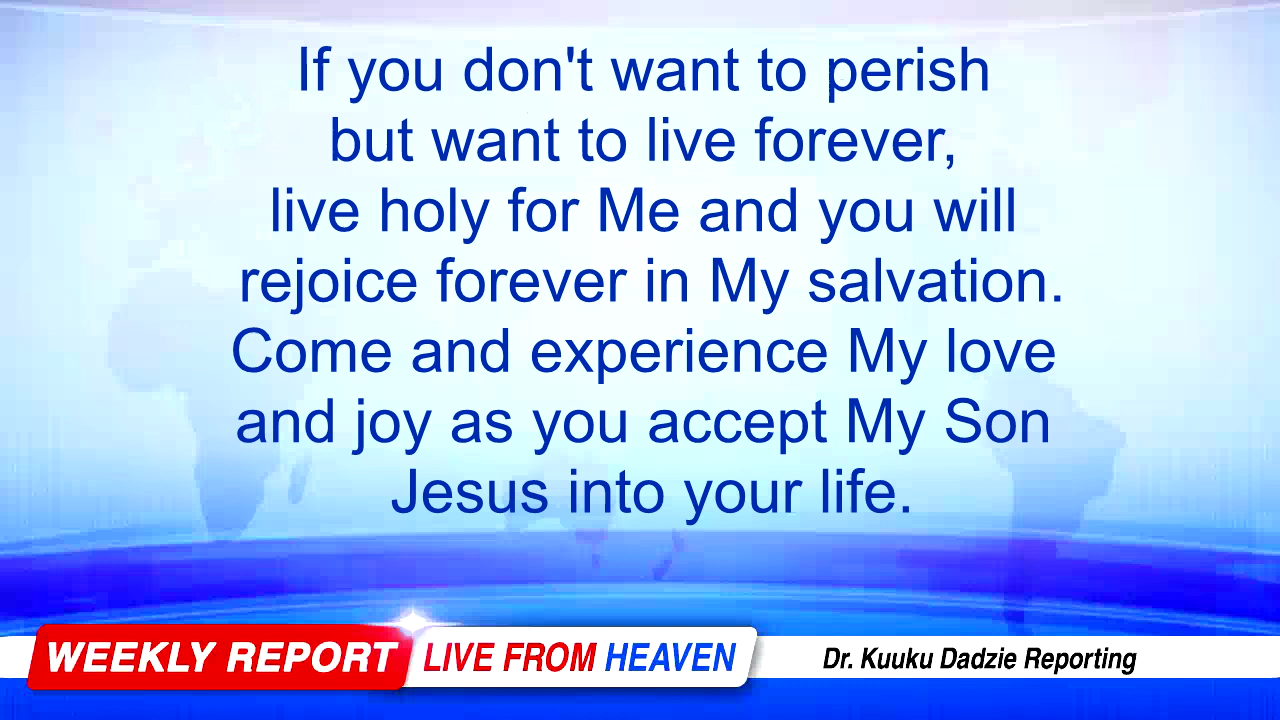 If you don't want to perish
but want to live forever,
live holy for Me and you will
rejoice forever in My salvation.
Come and experience My love
and joy as you accept My Son
Jesus into your life.
WEEKLY REPORT LIVE FROM HEAVEN Dr. Kuuku Dadzie Reporting